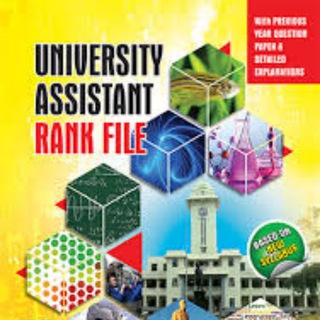 UNIVERSITY
ASSISTANT
RANK FILE
WITH PREVIOUS
YEAR QUESTION
PAPER &
DETAILED
EXPLANATIONS
BASED ON
NEW
SYLLABUS